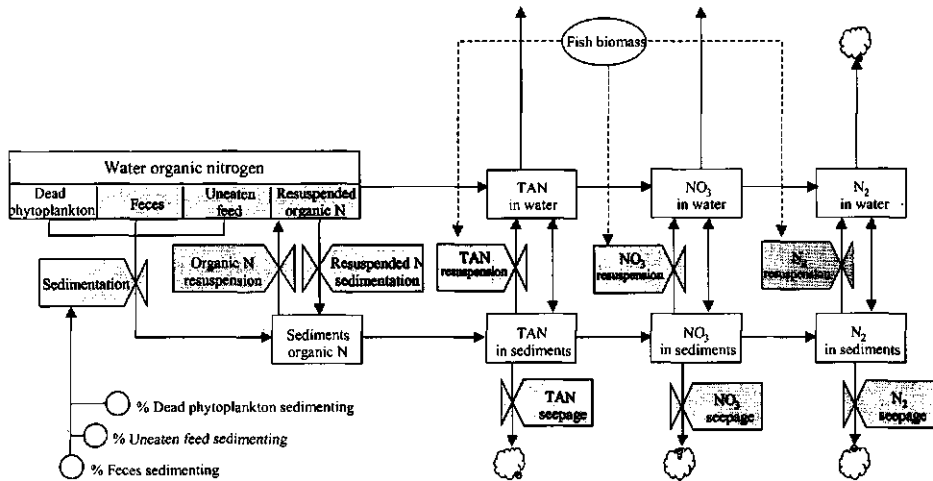 Fish biomass
Water organic nitrogen
Dead
phytoplankton
Feces
Uneaten
feed
Resuspended
organic N
TAN
in water
NO3
in water
N2
in water
Sedimentation
Organic N
resuspension
Resuspended N
sedimentation
TAN
resuspension
NO3
resuspension
N2
resuspension
Sediments
organic N
TAN
in sediments
NO3
in sediments
N2
in sediments
TAN
seepage
NO3
seepage
N2
seepage
% Dead phytoplankton sedimenting
% Uneaten feed sedimenting
% Feces sedimenting